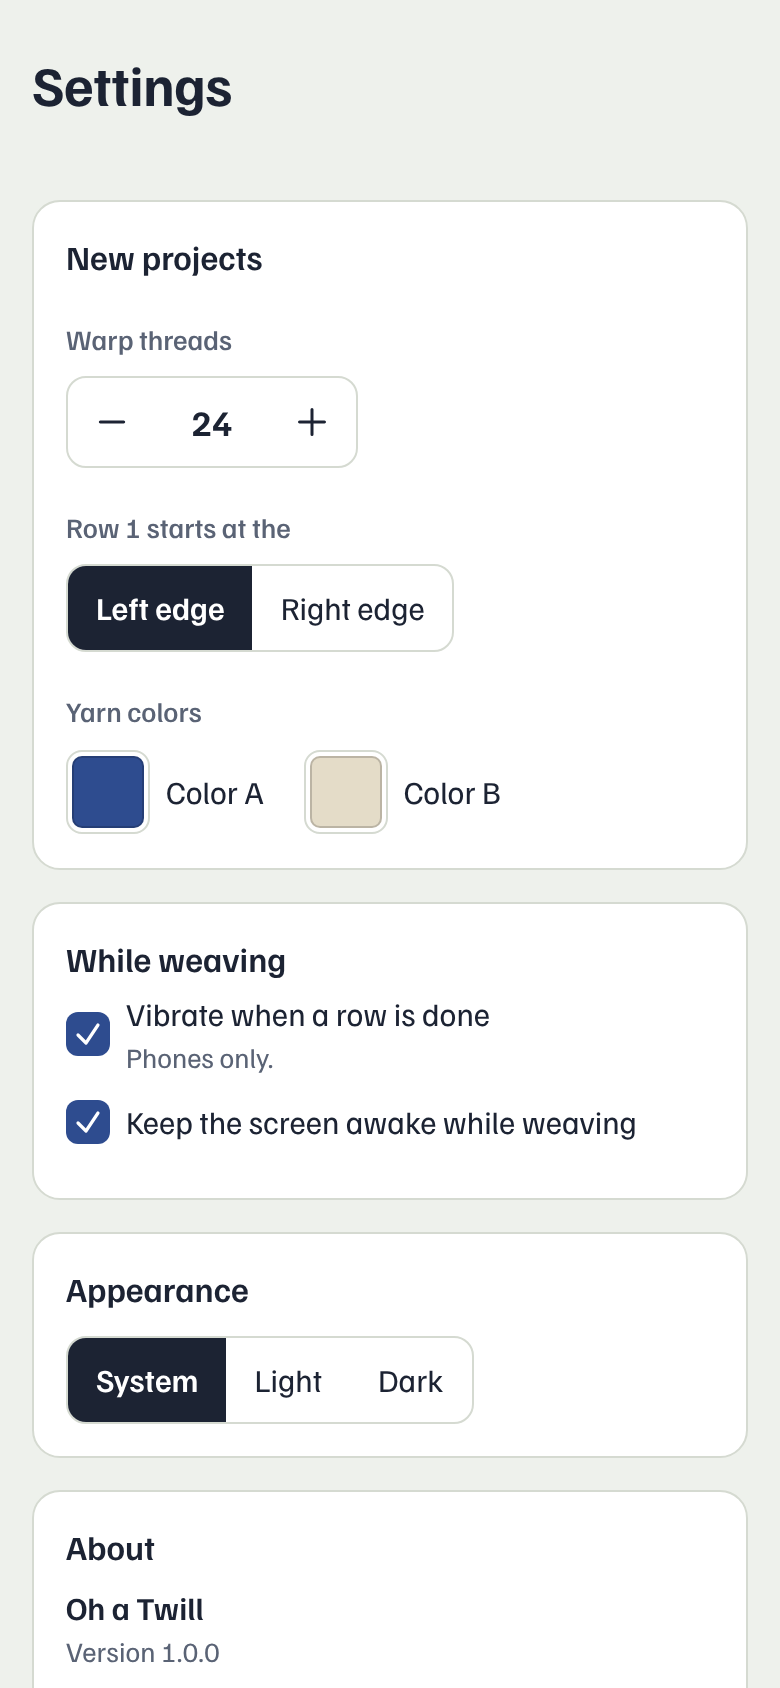 Settings
New projects
Warp threads
24
Row 1 starts at the
Left edge Right edge
Yarn colors
Color A Color B
While weaving
Vibrate when a row is done
Phones only.
Keep the screen awake while weaving
Appearance
System Light Dark
About
Oh a Twill
Version 1.0.0